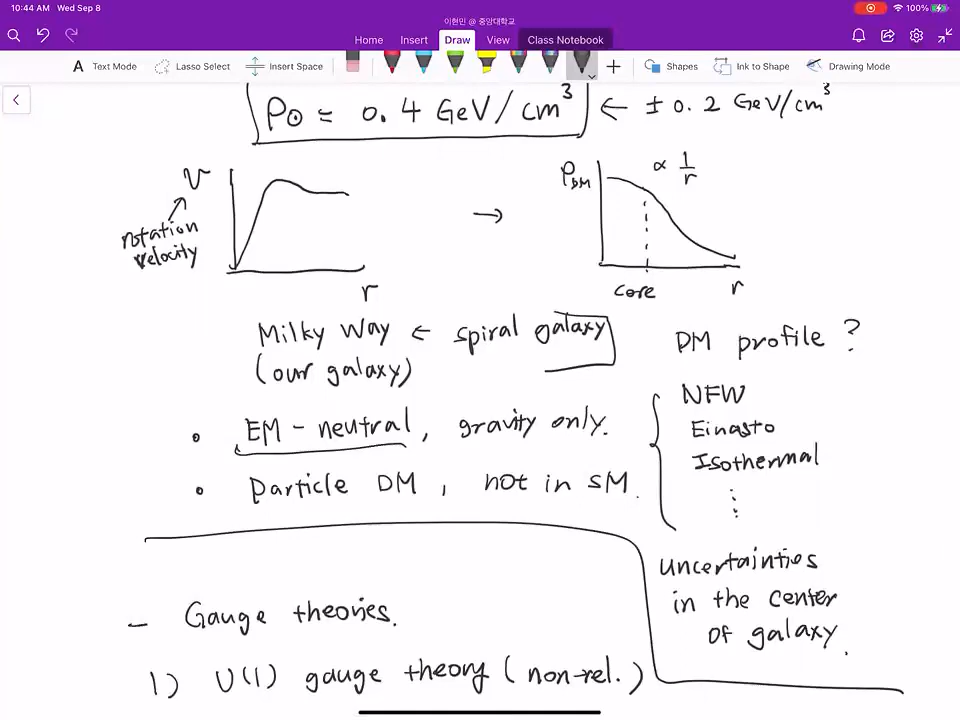 10:44 AM Wed Sep 8
100%
이현민 @ 중앙대학교
Home Insert Draw View Class Notebook
Text Mode Lasso Select Insert Space Shapes Ink to Shape Drawing Mode
ρ⊙ ≃ 0.4 GeV/cm³ ← ± 0.2 GeV/cm³
v
rotation
velocity
r
→
ρDM
∝ 1/r
core
r
Milky Way ← spiral galaxy
(our galaxy)
DM profile ?
NFW
Einasto
Isothermal
⋮
• EM-neutral, gravity only.
• particle DM, not in SM.
uncertainties
in the center
of galaxy.
- Gauge theories.
1) U(1) gauge theory (non-rel.)